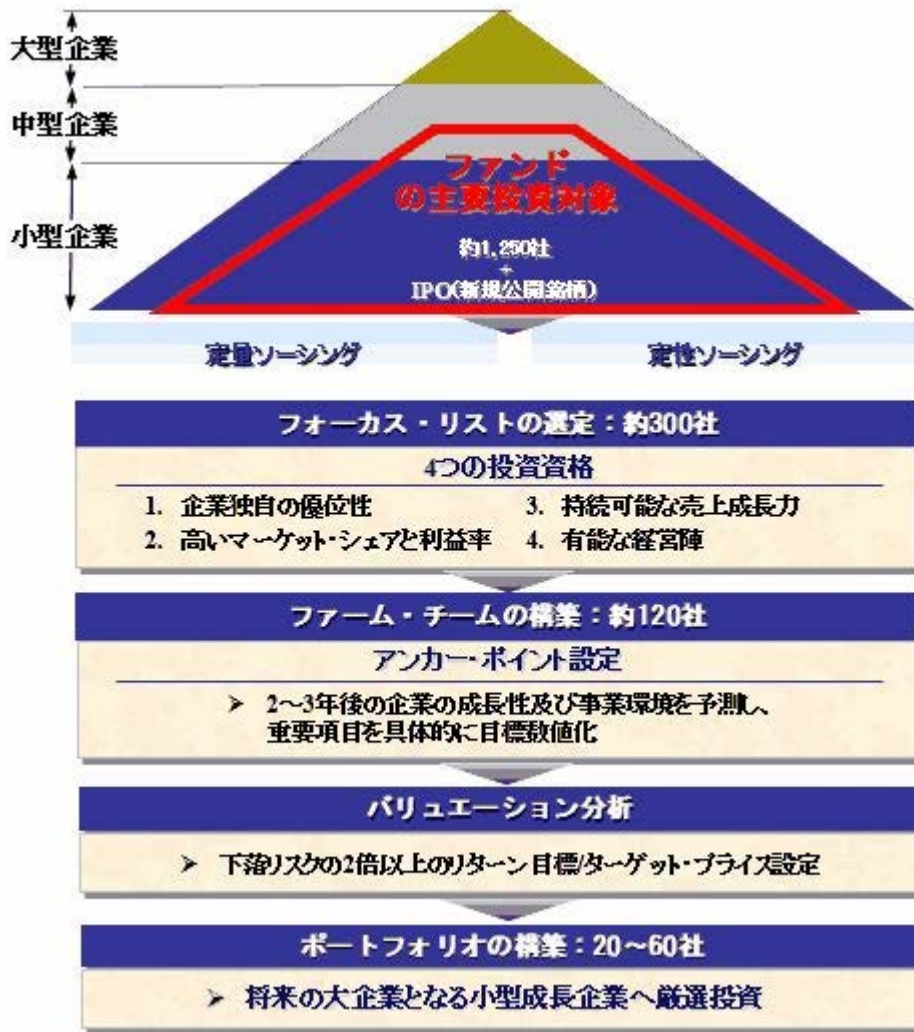 大型企業
中型企業
小型企業
ファンド
の主要投資対象
約1,250社
+
IPO(新規公開銘柄)
定量ソーシング
定性ソーシング
フォーカス・リストの選定：約300社
4つの投資資格
1. 企業独自の優位性
2. 高いマーケット・シェアと利益率
3. 持続可能な売上成長力
4. 有能な経営陣
ファーム・チームの構築：約120社
アンカー・ポイント設定
➢ 2～3年後の企業の成長性及び事業環境を予測し、
重要項目を具体的に目標数値化
バリュエーション分析
➢ 下落リスクの2倍以上のリターン目標/ターゲット・プライス設定
ポートフォリオの構築：20～60社
➢ 将来の大企業となる小型成長企業へ厳選投資